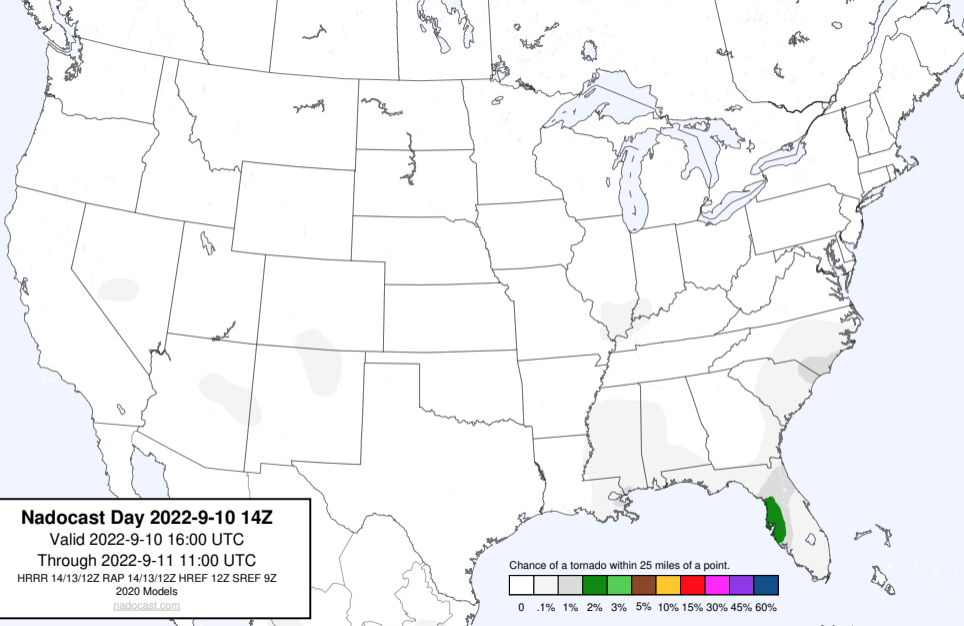 Nadocast Day 2022-9-10 14Z
Valid 2022-9-10 16:00 UTC
Through 2022-9-11 11:00 UTC
HRRR 14/13/12Z RAP 14/13/12Z HREF 12Z SREF 9Z
2020 Models
nadocast.com
Chance of a tornado within 25 miles of a point.
0 .1% 1% 2% 3% 5% 10% 15% 30% 45% 60%